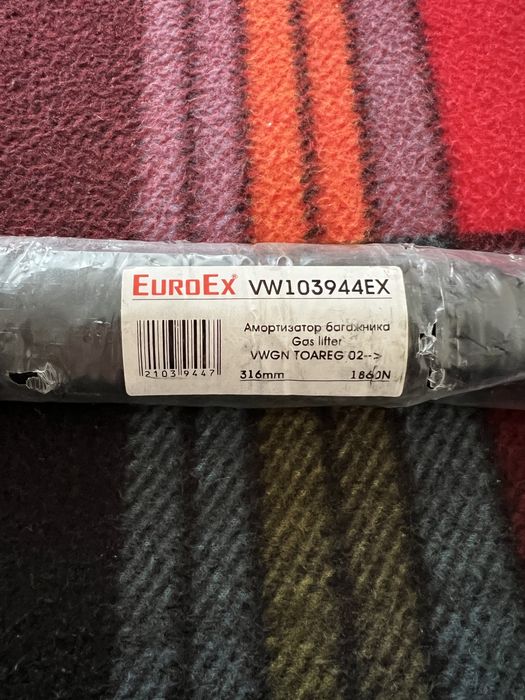 EUROEX® VW103944EX
Амортизатор багажника
Gas lifter
VWGN TOAREG 02-->
316mm 1860N
2103 9447